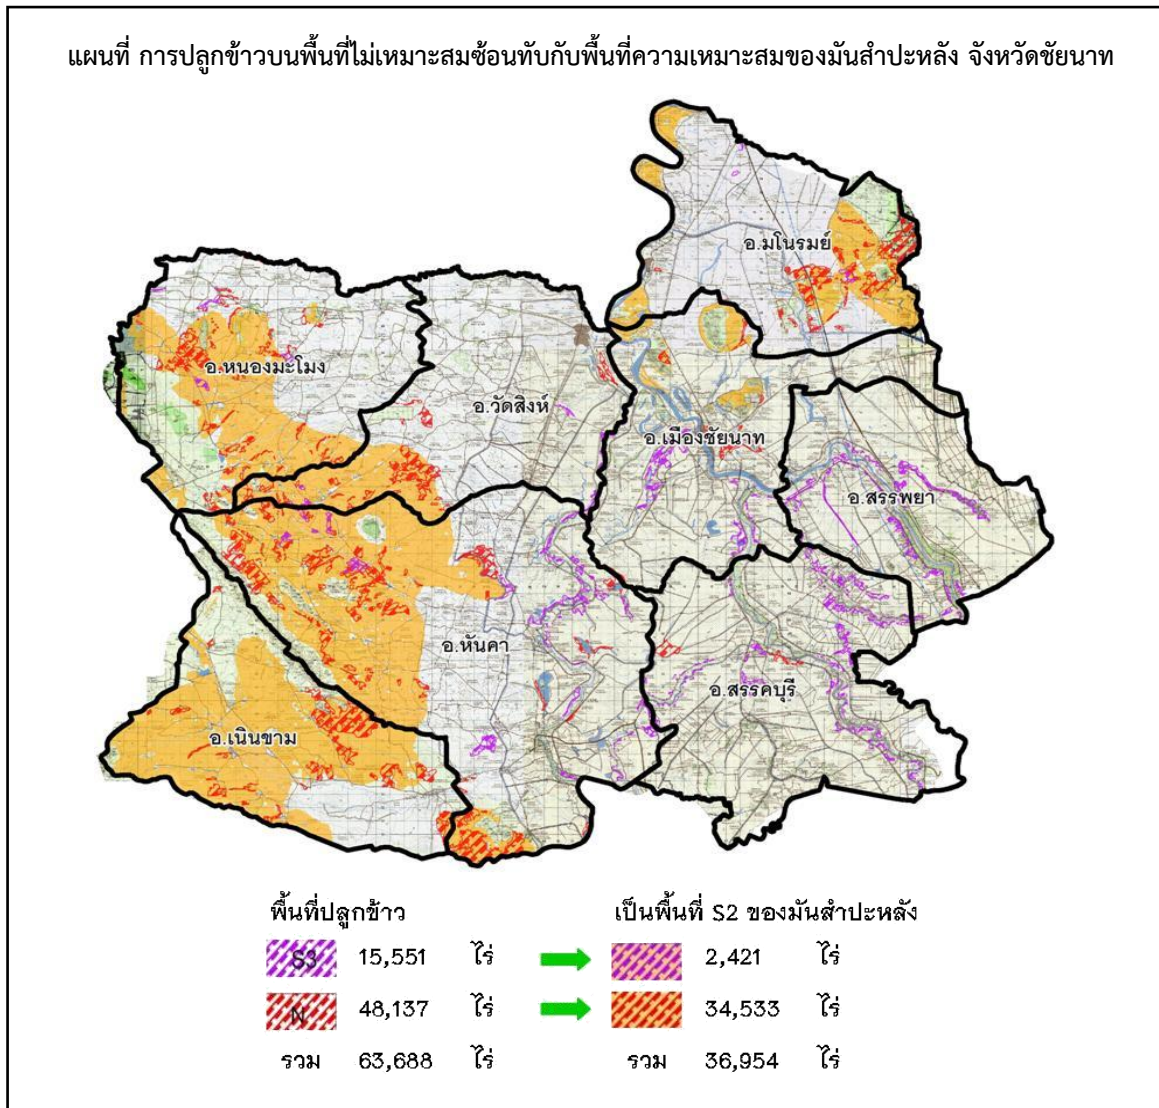 แผนที่ การปลูกข้าวบนพื้นที่ไม่เหมาะสมซ้อนทับกับพื้นที่ความเหมาะสมของมันสำปะหลัง จังหวัดชัยนาท
อ.มโนรมย์
อ.หนองมะโมง
อ.วัดสิงห์
อ.เมืองชัยนาท
อ.สรรพยา
อ.หันคา
อ.สรรคบุรี
อ.เนินขาม
พื้นที่ปลูกข้าว เป็นพื้นที่ S2 ของมันสำปะหลัง
S3 15,551 ไร่ 2,421 ไร่
N 48,137 ไร่ 34,533 ไร่
รวม 63,688 ไร่ รวม 36,954 ไร่